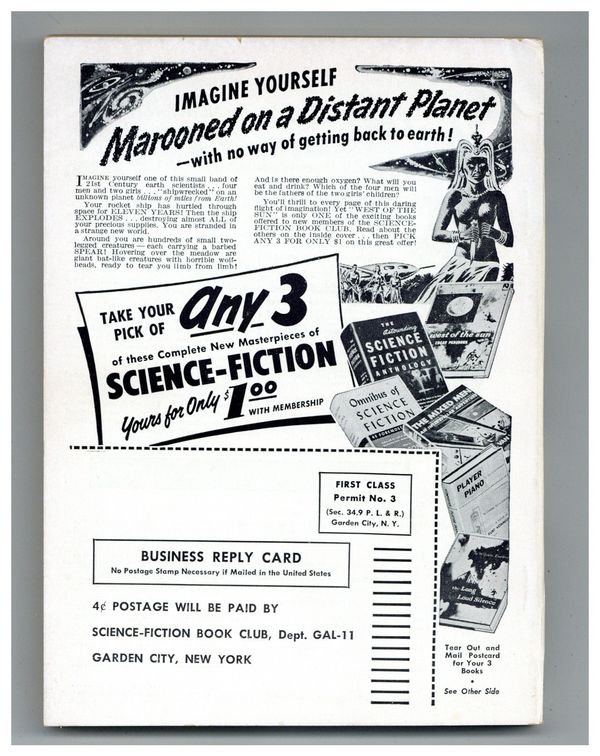 IMAGINE YOURSELF
Marooned on a Distant Planet
—with no way of getting back to earth!
IMAGINE yourself one of this small band of
21st Century earth scientists . . . four
men and two girls . . . "shipwrecked" on an
unknown planet billions of miles from Earth!
Your rocket ship has hurtled through
space for ELEVEN YEARS! Then the ship
EXPLODES . . . destroying almost ALL of
your precious supplies. You are stranded in
a strange new world.
Around you are hundreds of small two-
legged creatures — each carrying a barbed
SPEAR! Hovering over the meadow are
giant bat-like creatures with horrible wolf-
heads, ready to tear you limb from limb!
And is there enough oxygen? What will you
eat and drink? Which of the four men will
be the fathers of the two girls' children?
You'll thrill to every page of this daring
flight of imagination! Yet "WEST OF THE
SUN" is only ONE of the exciting books
offered to new members of the SCIENCE-
FICTION BOOK CLUB. Read about the
others on the inside cover . . . then PICK
ANY 3 FOR ONLY $1 on this great offer!
TAKE YOUR
PICK OF
any 3
of these Complete New Masterpieces of
SCIENCE-FICTION
Yours for Only $1.00
WITH MEMBERSHIP
west of the sun
EDGAR PANGBORN
THE
Astounding
SCIENCE
FICTION
ANTHOLOGY
Omnibus of
SCIENCE
FICTION
THE MIXED MEN
PLAYER
PIANO
the Long
Loud Silence
FIRST CLASS
Permit No. 3
(Sec. 34.9 P. L. & R.)
Garden City, N. Y.
BUSINESS REPLY CARD
No Postage Stamp Necessary if Mailed in the United States
4¢ POSTAGE WILL BE PAID BY
SCIENCE-FICTION BOOK CLUB, Dept. GAL-11
GARDEN CITY, NEW YORK
Tear Out and
Mail Postcard
for Your 3
Books
•
See Other Side